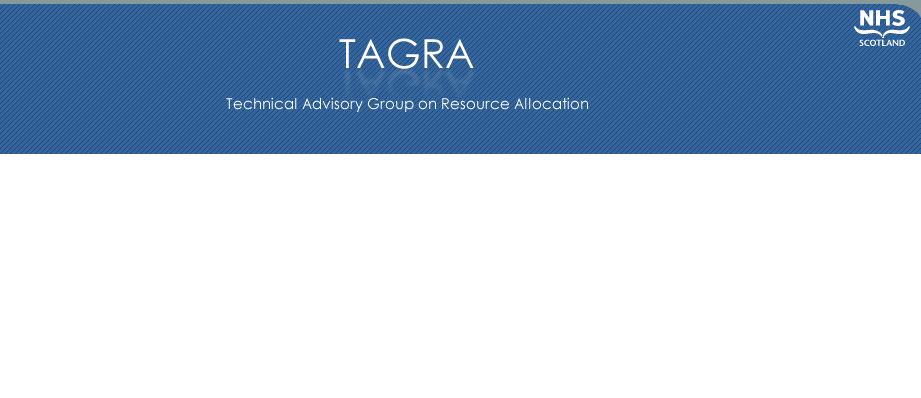 NHS
SCOTLAND
TAGRA
Technical Advisory Group on Resource Allocation